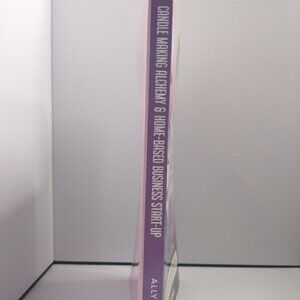 CANDLE MAKING ALCHEMY & HOME-BASED BUSINESS START-UP
ALLY